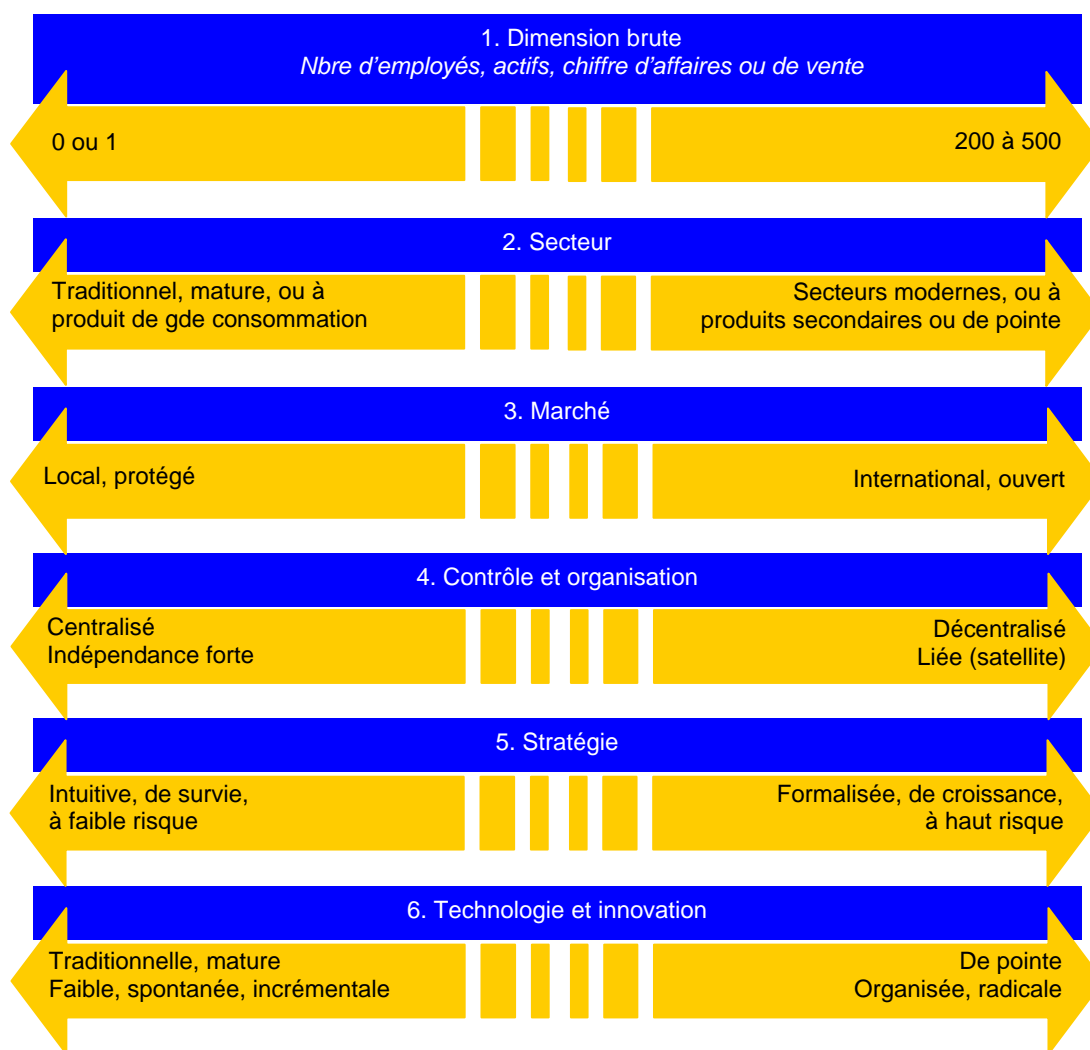 1. Dimension brute
Nbre d'employés, actifs, chiffre d'affaires ou de vente
0 ou 1
200 à 500
2. Secteur
Traditionnel, mature, ou à
produit de gde consommation
Secteurs modernes, ou à
produits secondaires ou de pointe
3. Marché
Local, protégé
International, ouvert
4. Contrôle et organisation
Centralisé
Indépendance forte
Décentralisé
Liée (satellite)
5. Stratégie
Intuitive, de survie,
à faible risque
Formalisée, de croissance,
à haut risque
6. Technologie et innovation
Traditionnelle, mature
Faible, spontanée, incrémentale
De pointe
Organisée, radicale